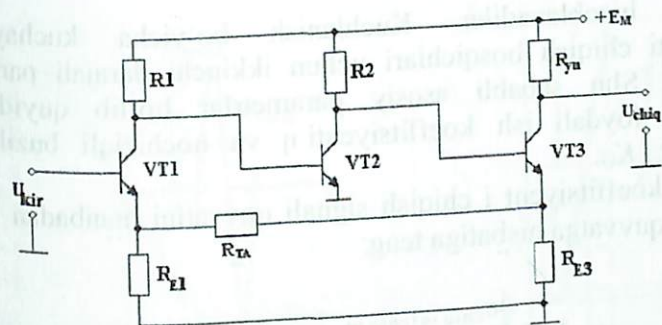 +E_M
R1
R2
R_yu
U_chiq
VT1
VT2
VT3
U_kir
R_TA
R_E1
R_E3